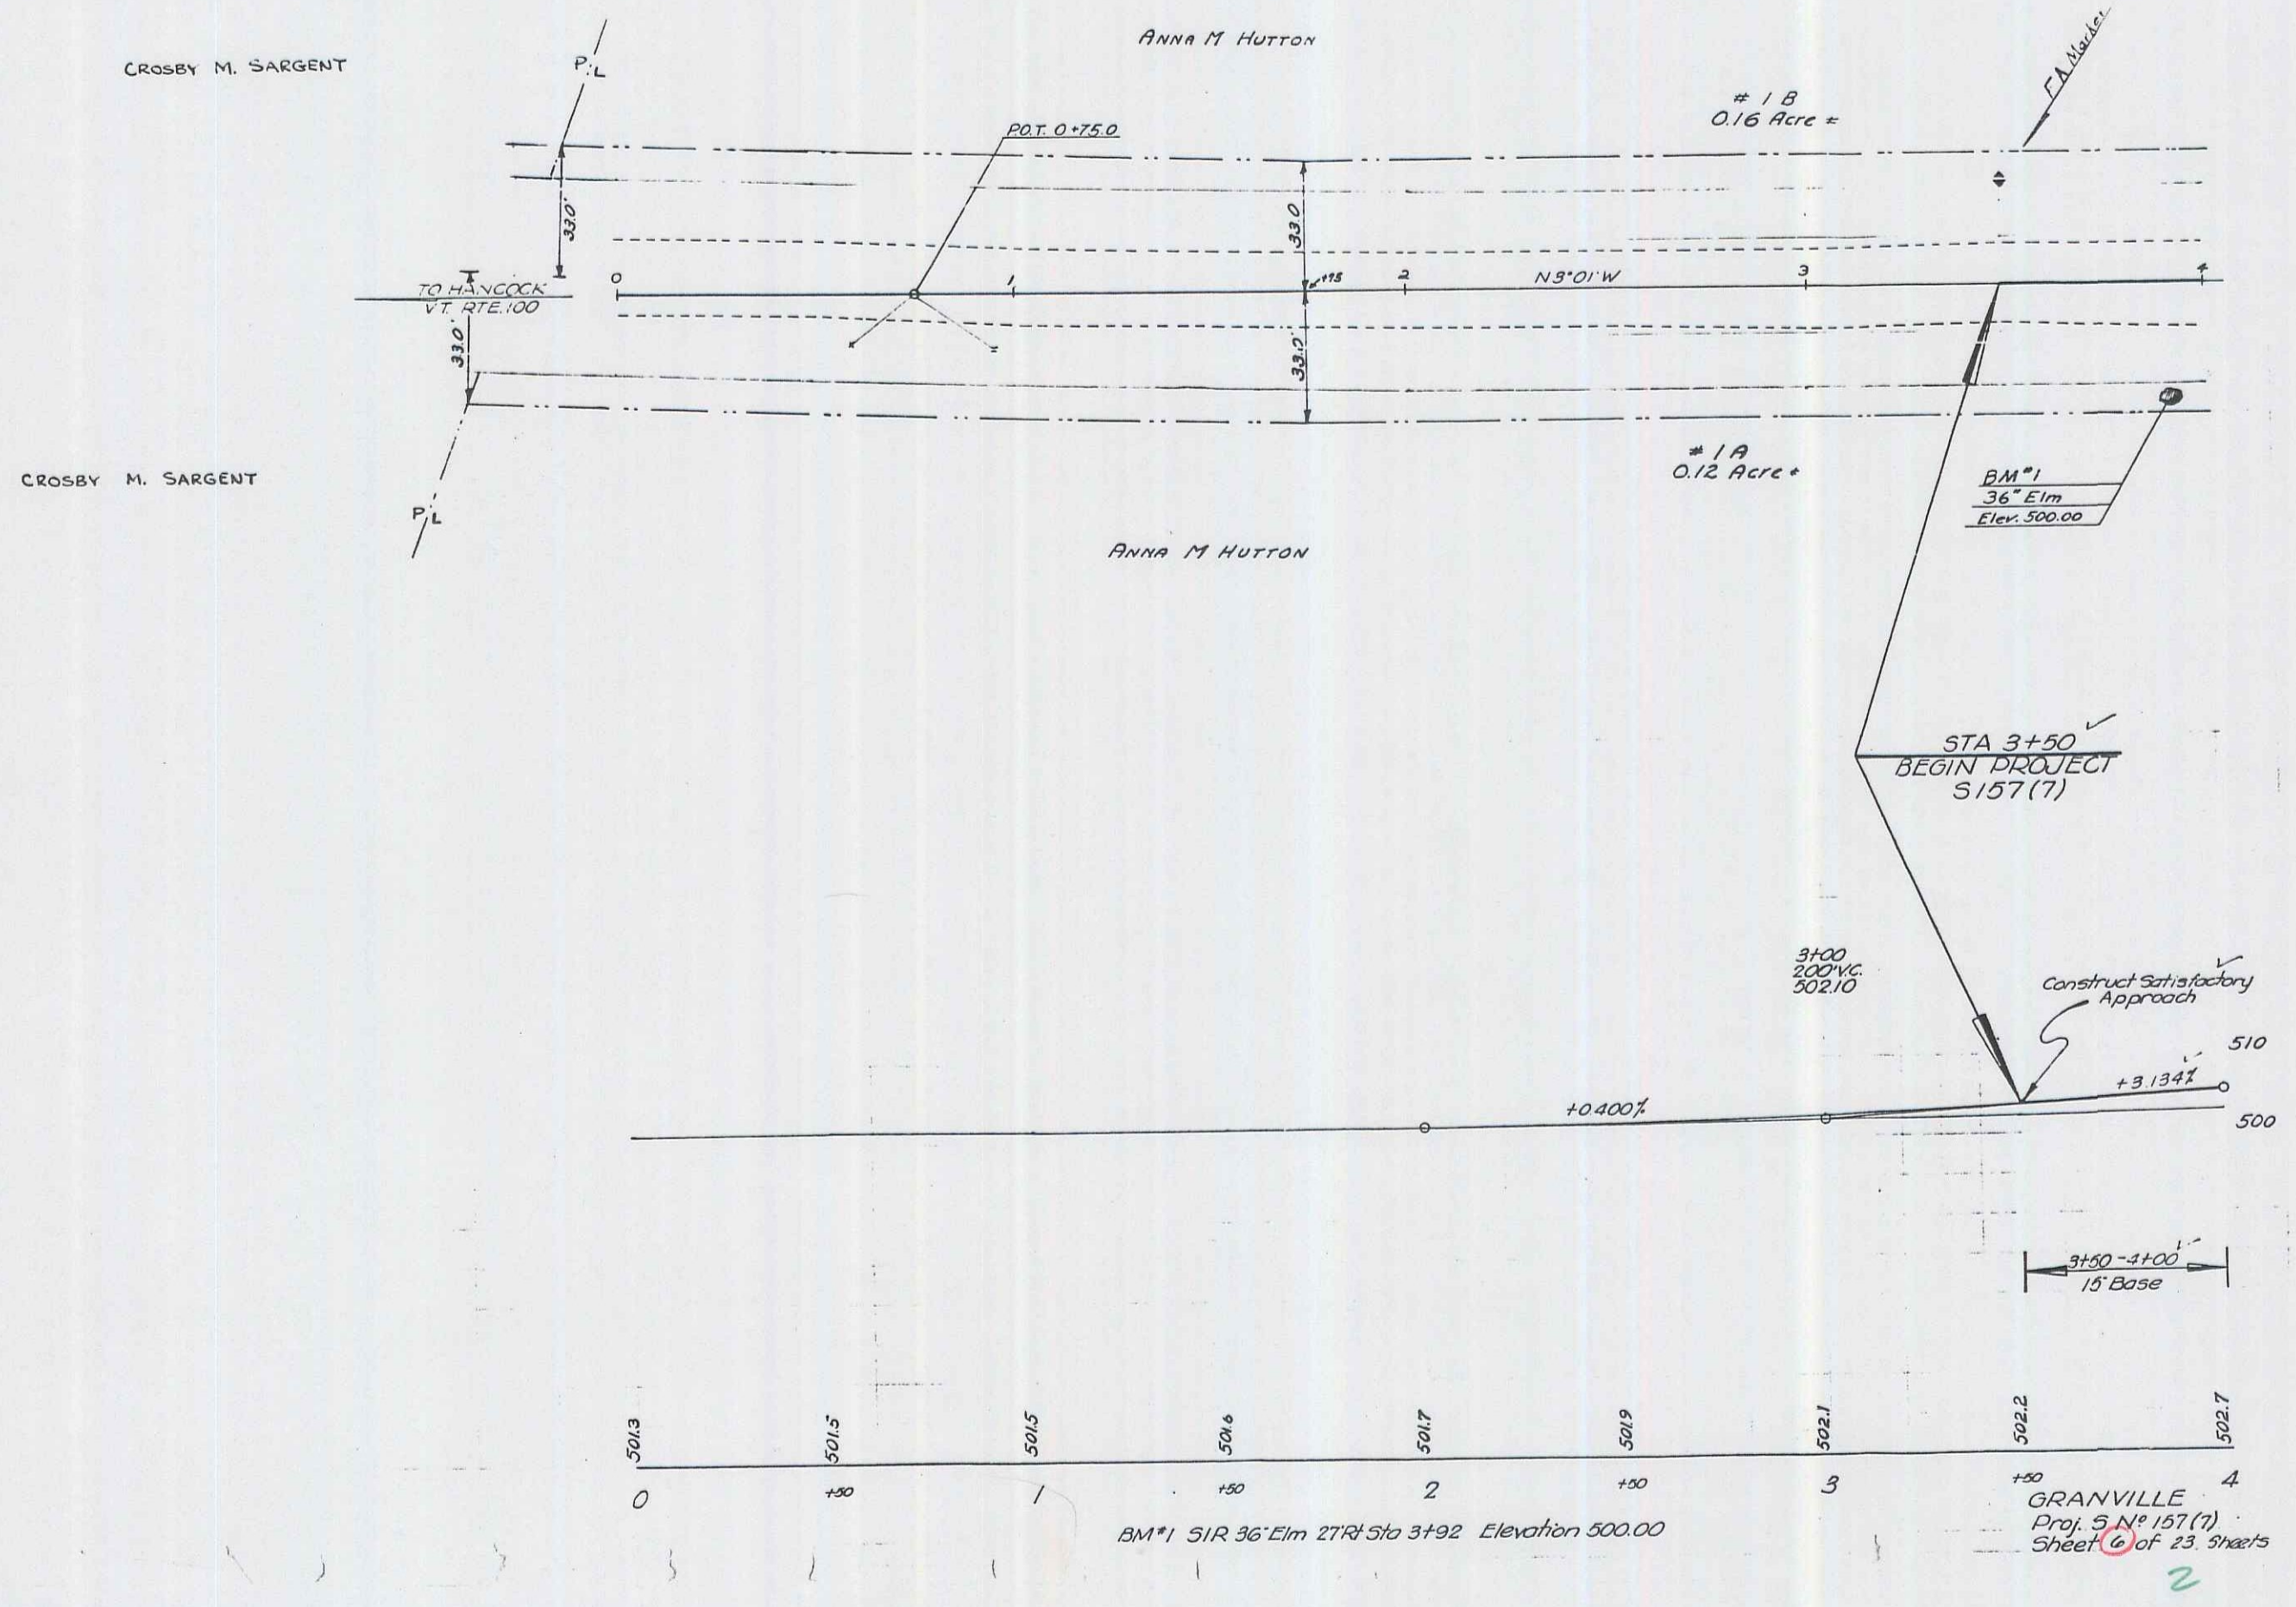 ANNA M HUTTON
CROSBY M. SARGENT
P.L
F.A. Marker
# 1 B
0.16 Acre ±
P.O.T. 0+75.0
33.0'
33.0
TO HANCOCK
VT. RTE. 100
0
1
+75
2
N3°01'W
3
4
33.0'
33.0'
# 1 A
0.12 Acre ±
CROSBY M. SARGENT
P.L
BM #1
36" Elm
Elev. 500.00
ANNA M HUTTON
STA 3+50
BEGIN PROJECT
S157(7)
3+00
200'V.C.
502.10
Construct Satisfactory
Approach
510
+3.134%
+0.400%
500
3+50-4+00
15" Base
501.3
501.5
501.5
501.6
501.7
501.9
502.1
502.2
502.7
0
+50
1
+50
2
+50
3
+50
4
GRANVILLE
Proj. S Nº 157(7)
Sheet 6 of 23 Sheets
BM #1 SIR 36" Elm 27' Rt Sta 3+92 Elevation 500.00
2